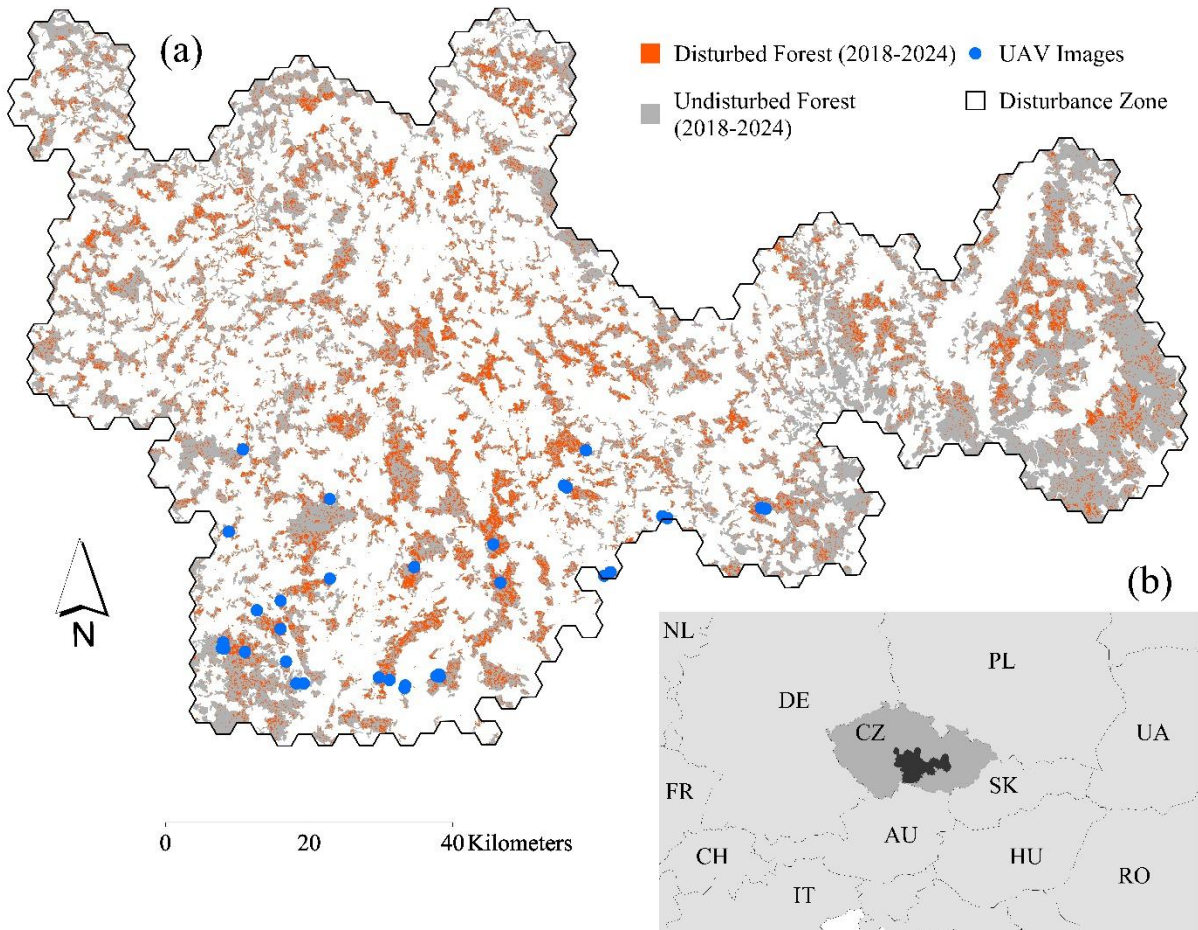 (a)
Disturbed Forest (2018-2024)
UAV Images
Undisturbed Forest
(2018-2024)
Disturbance Zone
N
0 20 40 Kilometers
(b)
NL
PL
DE
CZ
UA
FR
SK
AU
CH
HU
IT
RO